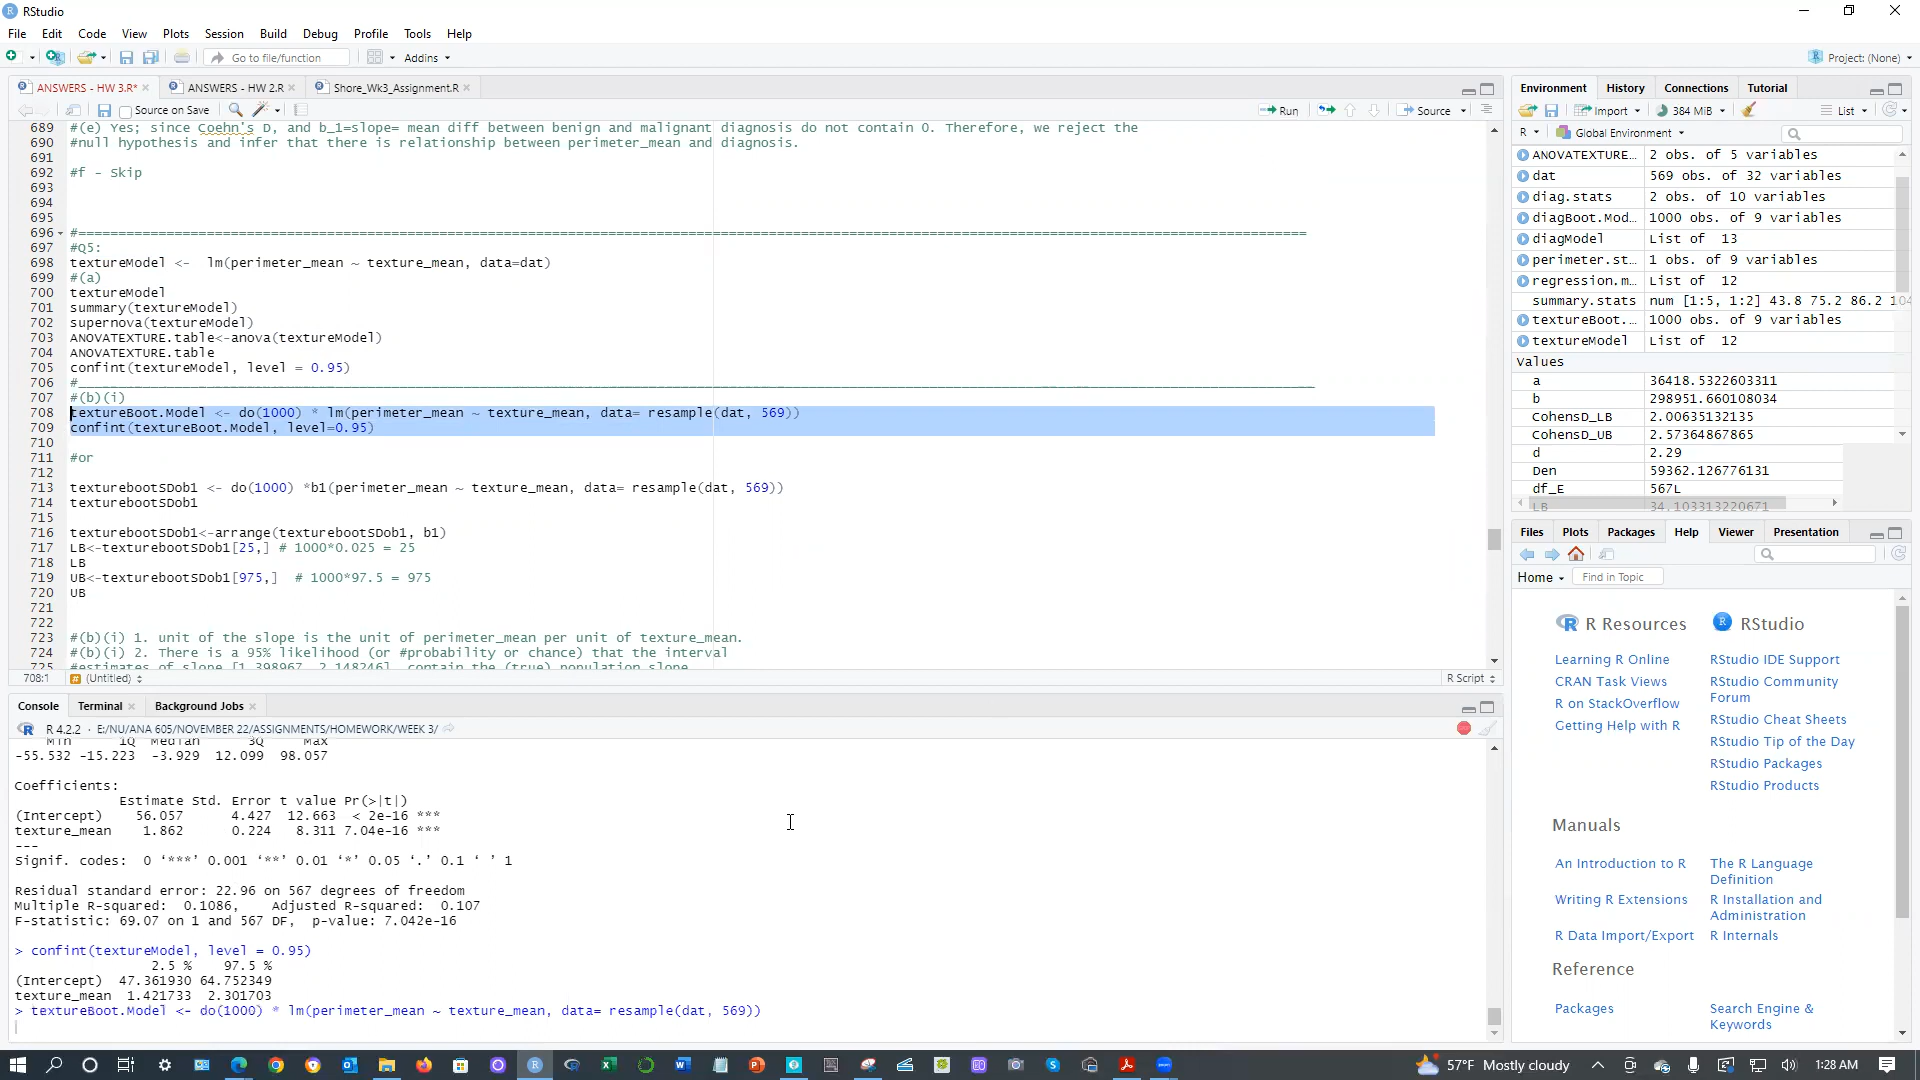 RStudio
File Edit Code View Plots Session Build Debug Profile Tools Help
Go to file/function Addins Project: (None)
ANSWERS - HW 3.R* ANSWERS - HW 2.R Shore_Wk3_Assignment.R
Source on Save Run Source
689 #(e) Yes; since Coehn's D, and b_1=slope= mean diff between benign and malignant diagnosis do not contain 0. Therefore, we reject the
690 #null hypothesis and infer that there is relationship between perimeter_mean and diagnosis.
691
692 #f - Skip
693
694
695
696 #====
697 #Q5:
698 textureModel <-  lm(perimeter_mean ~ texture_mean, data=dat)
699 #(a)
700 textureModel
701 summary(textureModel)
702 supernova(textureModel)
703 ANOVATEXTURE.table<-anova(textureModel)
704 ANOVATEXTURE.table
705 confint(textureModel, level = 0.95)
706 #____
707 #(b)(i)
708 textureBoot.Model <- do(1000) * lm(perimeter_mean ~ texture_mean, data= resample(dat, 569))
709 confint(textureBoot.Model, level=0.95)
710
711 #or
712
713 texturebootSDob1 <- do(1000) *b1(perimeter_mean ~ texture_mean, data= resample(dat, 569))
714 texturebootSDob1
715
716 texturebootSDob1<-arrange(texturebootSDob1, b1)
717 LB<-texturebootSDob1[25,] # 1000*0.025 = 25
718 LB
719 UB<-texturebootSDob1[975,]  # 1000*97.5 = 975
720 UB
721
722
723 #(b)(i) 1. unit of the slope is the unit of perimeter_mean per unit of texture_mean.
724 #(b)(i) 2. There is a 95% likelihood (or #probability or chance) that the interval
725 #estimates of slope [1.398967, 2.148246], contain the (true) population slope
708:1 (Untitled) R Script
Console Terminal Background Jobs
R 4.2.2 · E:/NU/ANA 605/NOVEMBER 22/ASSIGNMENTS/HOMEWORK/WEEK 3/
Min 1Q Median 3Q Max
-55.532 -15.223  -3.929  12.099  98.057
Coefficients:
Estimate Std. Error t value Pr(>|t|)
(Intercept)   56.057      4.427  12.663  < 2e-16 ***
texture_mean   1.862      0.224   8.311 7.04e-16 ***
---
Signif. codes:  0 ‘***’ 0.001 ‘**’ 0.01 ‘*’ 0.05 ‘.’ 0.1 ‘ ’ 1
Residual standard error: 22.96 on 567 degrees of freedom
Multiple R-squared:  0.1086,    Adjusted R-squared:  0.107
F-statistic: 69.07 on 1 and 567 DF,  p-value: 7.042e-16
> confint(textureModel, level = 0.95)
2.5 %    97.5 %
(Intercept)  47.361930 64.752349
texture_mean  1.421733  2.301703
> textureBoot.Model <- do(1000) * lm(perimeter_mean ~ texture_mean, data= resample(dat, 569))
Environment History Connections Tutorial
Import 384 MiB List
R Global Environment
ANOVATEXTURE... 2 obs. of 5 variables
dat 569 obs. of 32 variables
diag.stats 2 obs. of 10 variables
diagBoot.Mod... 1000 obs. of 9 variables
diagModel List of  13
perimeter.st... 1 obs. of 9 variables
regression.m... List of  12
summary.stats num [1:5, 1:2] 43.8 75.2 86.2 104
textureBoot.... 1000 obs. of 9 variables
textureModel List of  12
Values
a 36418.5322603311
b 298951.660108034
CohensD_LB 2.00635132135
CohensD_UB 2.57364867865
d 2.29
Den 59362.126776131
df_E 567L
LB 34.103313220671
Files Plots Packages Help Viewer Presentation
Home Find in Topic
R Resources RStudio
Learning R Online RStudio IDE Support
CRAN Task Views RStudio Community Forum
R on StackOverflow RStudio Cheat Sheets
Getting Help with R RStudio Tip of the Day
RStudio Packages
RStudio Products
Manuals
An Introduction to R The R Language Definition
Writing R Extensions R Installation and Administration
R Data Import/Export R Internals
Reference
Packages Search Engine & Keywords
57°F Mostly cloudy 1:28 AM